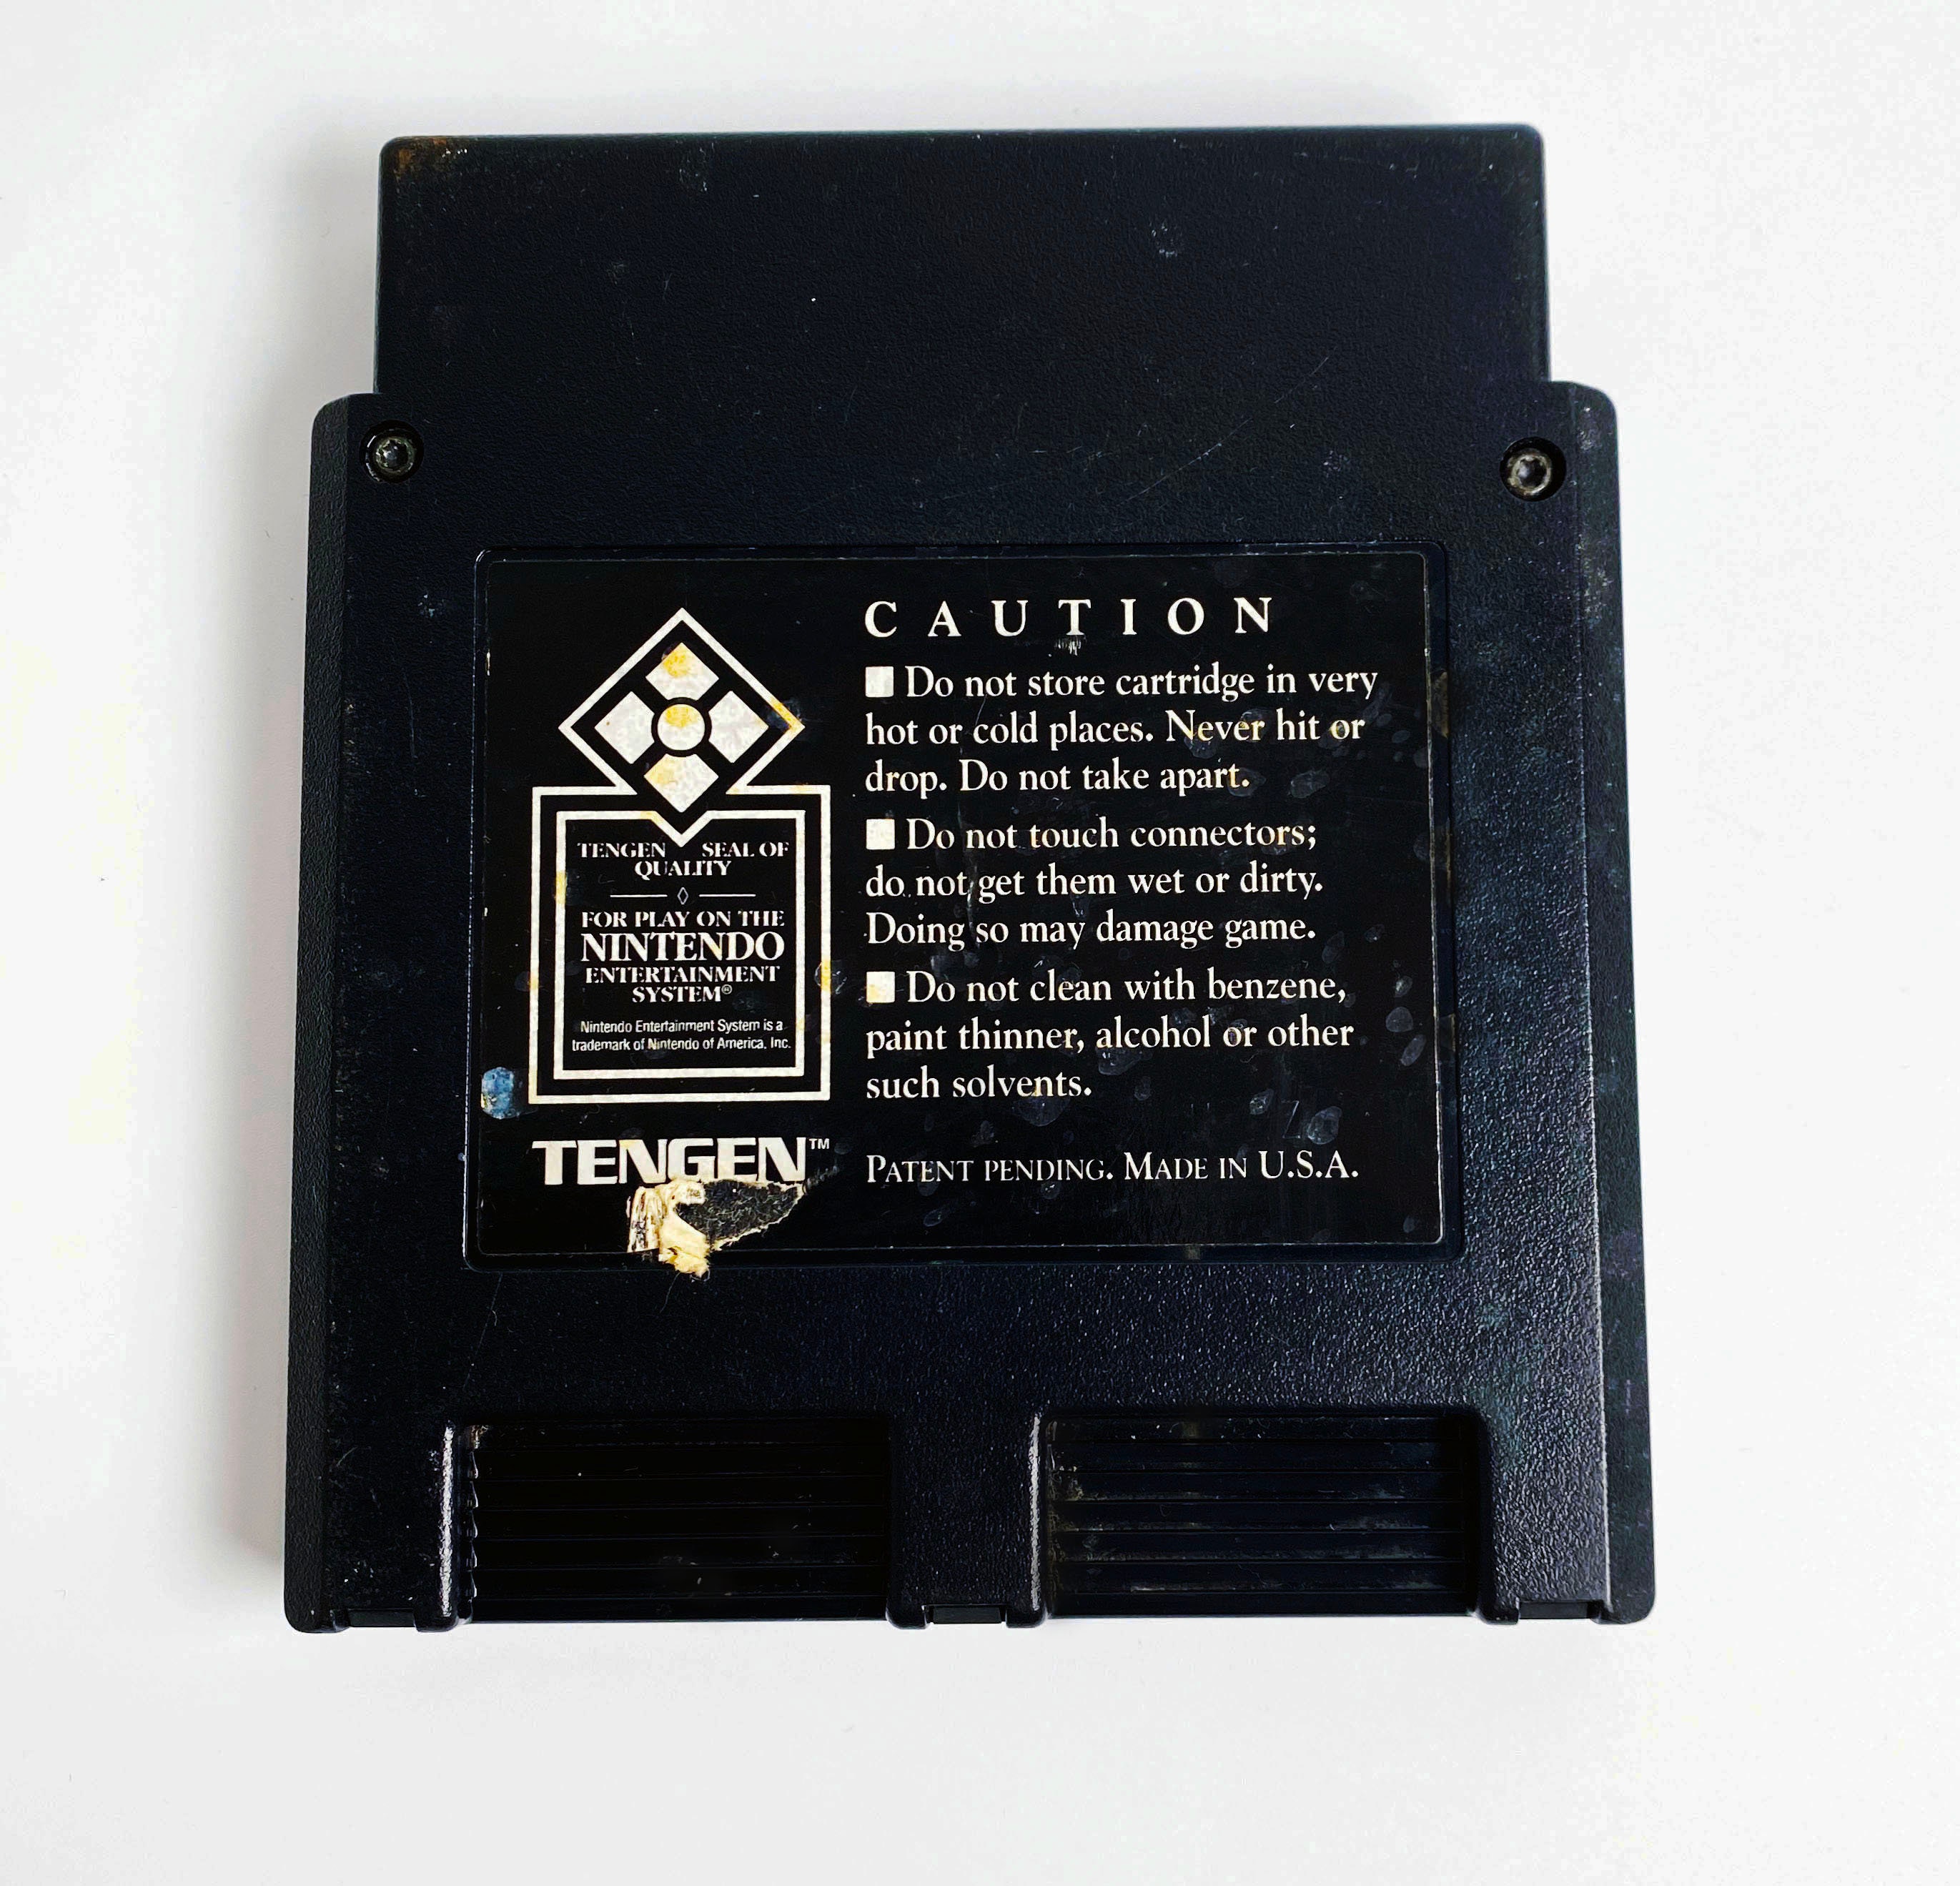 TENGEN SEAL OF
QUALITY
FOR PLAY ON THE
NINTENDO
ENTERTAINMENT
SYSTEM®
Nintendo Entertainment System is a
trademark of Nintendo of America, Inc.
TENGEN™
CAUTION
Do not store cartridge in very
hot or cold places. Never hit or
drop. Do not take apart.
Do not touch connectors;
do not get them wet or dirty.
Doing so may damage game.
Do not clean with benzene,
paint thinner, alcohol or other
such solvents.
PATENT PENDING. MADE IN U.S.A.